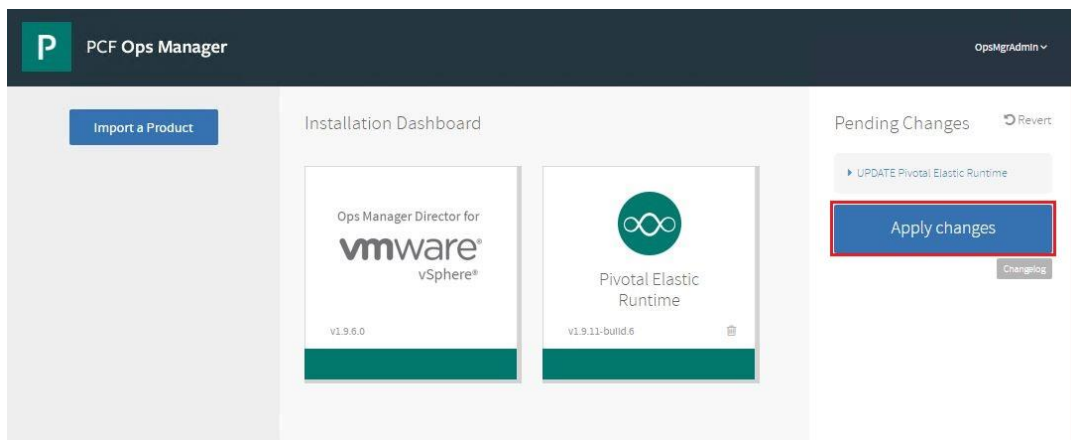 P
PCF Ops Manager
OpsMgrAdmin
Import a Product
Installation Dashboard
Ops Manager Director for
vmware®
vSphere®
v1.9.6.0
Pivotal Elastic
Runtime
v1.9.11-build.6
Pending Changes
Revert
UPDATE Pivotal Elastic Runtime
Apply changes
Changelog